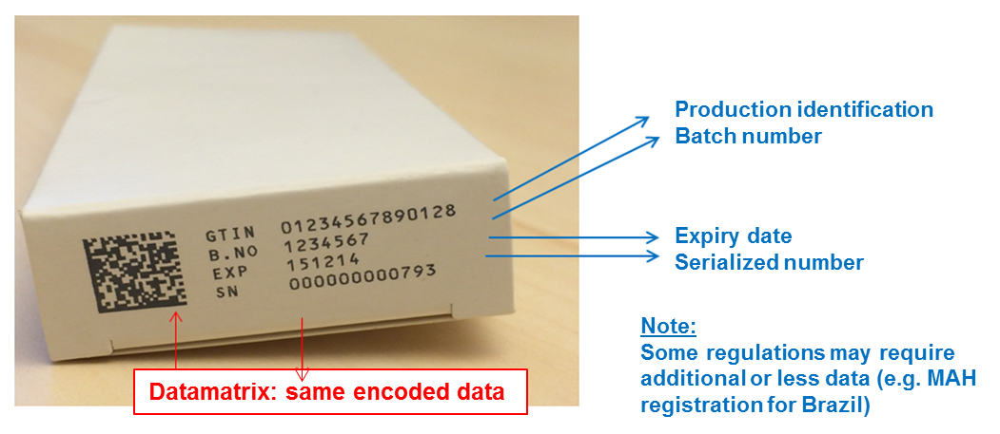 GTIN 01234567890128
B.NO 1234567
EXP 151214
SN 000000000793
Production identification
Batch number
Expiry date
Serialized number
Datamatrix: same encoded data
Note:
Some regulations may require
additional or less data (e.g. MAH
registration for Brazil)